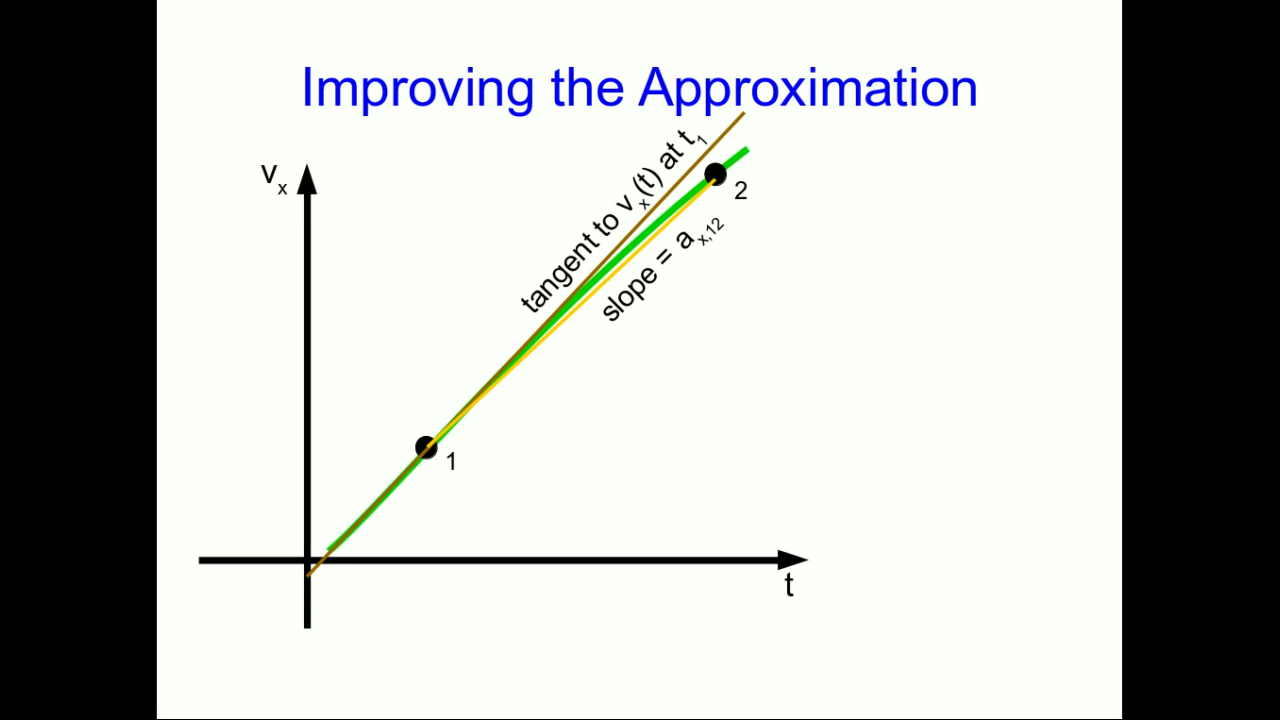 Improving the Approximation
vx
tangent to vx(t) at t1
2
slope = ax,12
1
t